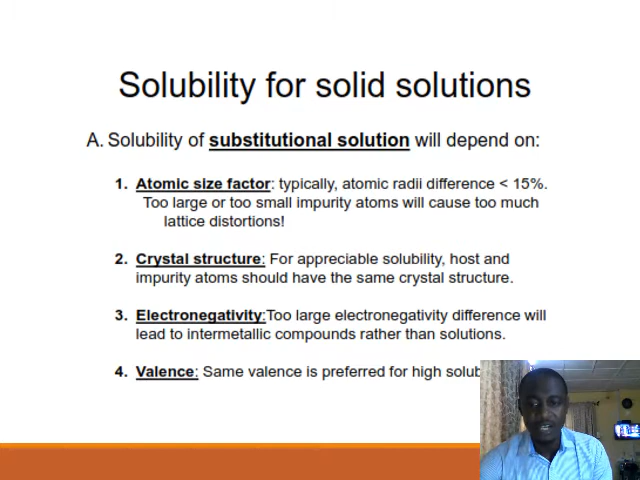 Solubility for solid solutions
A. Solubility of substitutional solution will depend on:
1. Atomic size factor: typically, atomic radii difference < 15%.
Too large or too small impurity atoms will cause too much
lattice distortions!
2. Crystal structure: For appreciable solubility, host and
impurity atoms should have the same crystal structure.
3. Electronegativity:Too large electronegativity difference will
lead to intermetallic compounds rather than solutions.
4. Valence: Same valence is preferred for high